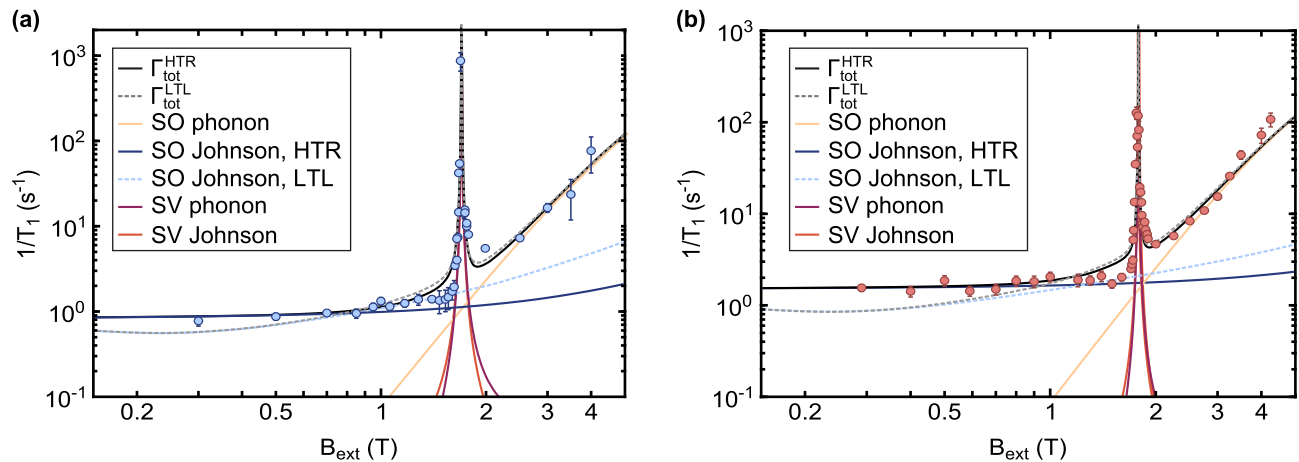 (a)
10³
10²
10¹
10⁰
10⁻¹
1/T₁ (s⁻¹)
Γ_tot^HTR
Γ_tot^LTL
SO phonon
SO Johnson, HTR
SO Johnson, LTL
SV phonon
SV Johnson
0.2 0.5 1 2 3 4
B_ext (T)
(b)
10³
10²
10¹
10⁰
10⁻¹
1/T₁ (s⁻¹)
Γ_tot^HTR
Γ_tot^LTL
SO phonon
SO Johnson, HTR
SO Johnson, LTL
SV phonon
SV Johnson
0.2 0.5 1 2 3 4
B_ext (T)